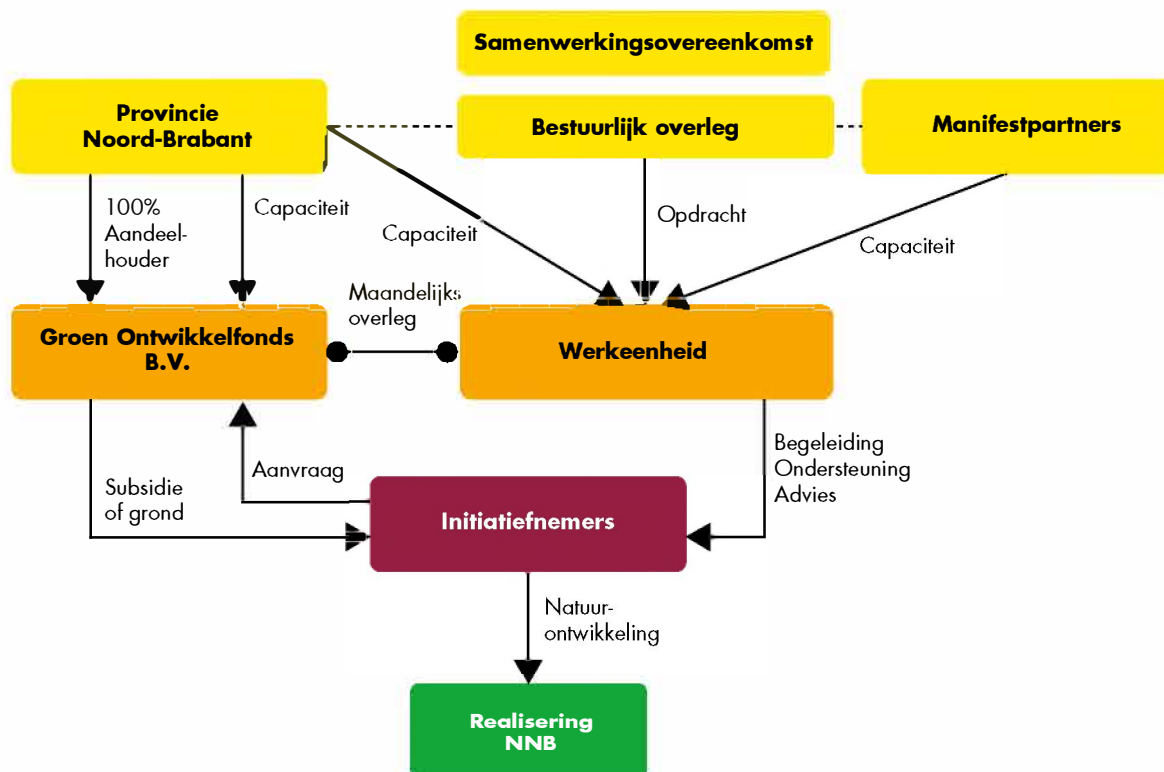 Samenwerkingsovereenkomst
Provincie
Noord-Brabant
Bestuurlijk overleg
Manifestpartners
100%
Aandeel-
houder
Capaciteit
Capaciteit
Opdracht
Capaciteit
Maandelijks
overleg
Groen Ontwikkelfonds
B.V.
Werkeenheid
Subsidie
of grond
Aanvraag
Begeleiding
Ondersteuning
Advies
Initiatiefnemers
Natuur-
ontwikkeling
Realisering
NNB